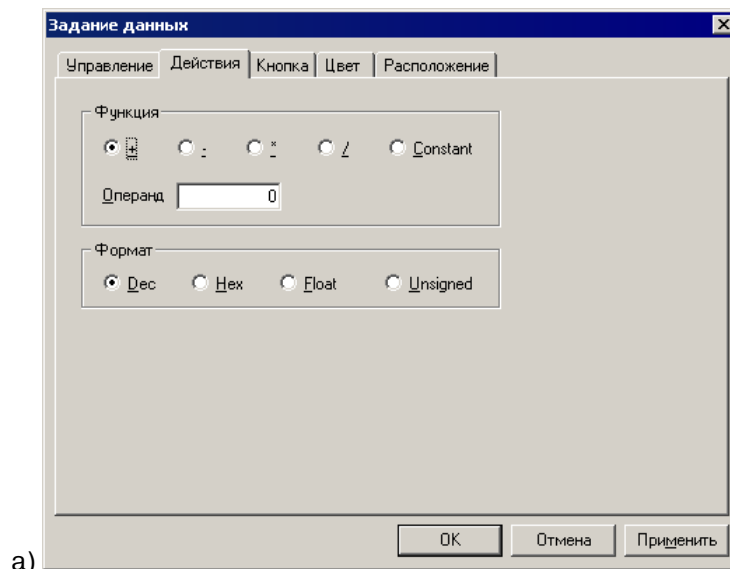 Задание данных
Управление Действия Кнопка Цвет Расположение
Функция
+ - * / Constant
Операнд 0
Формат
Dec Hex Float Unsigned
OK Отмена Применить
а)